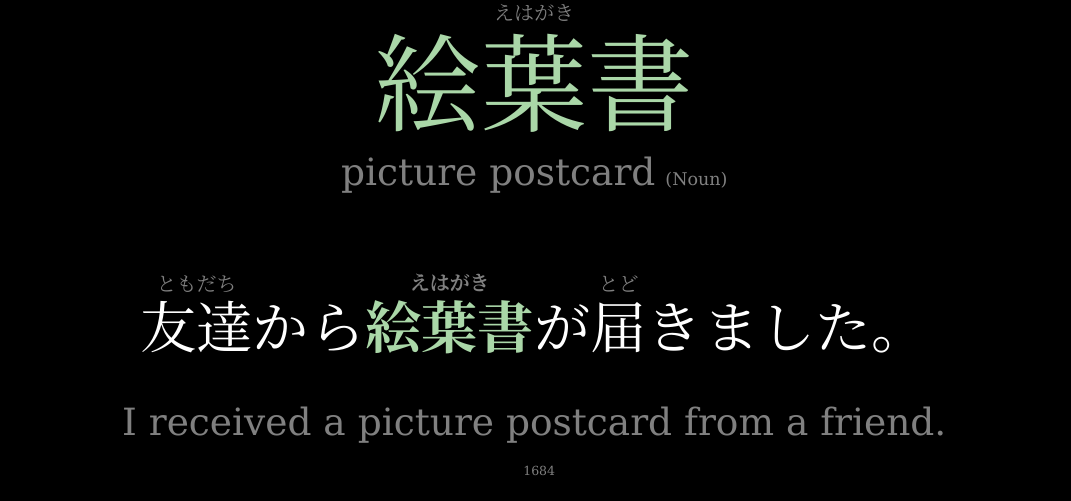 えはがき
絵葉書
picture postcard (Noun)
ともだち えはがき とど
友達から絵葉書が届きました。
I received a picture postcard from a friend.
1684